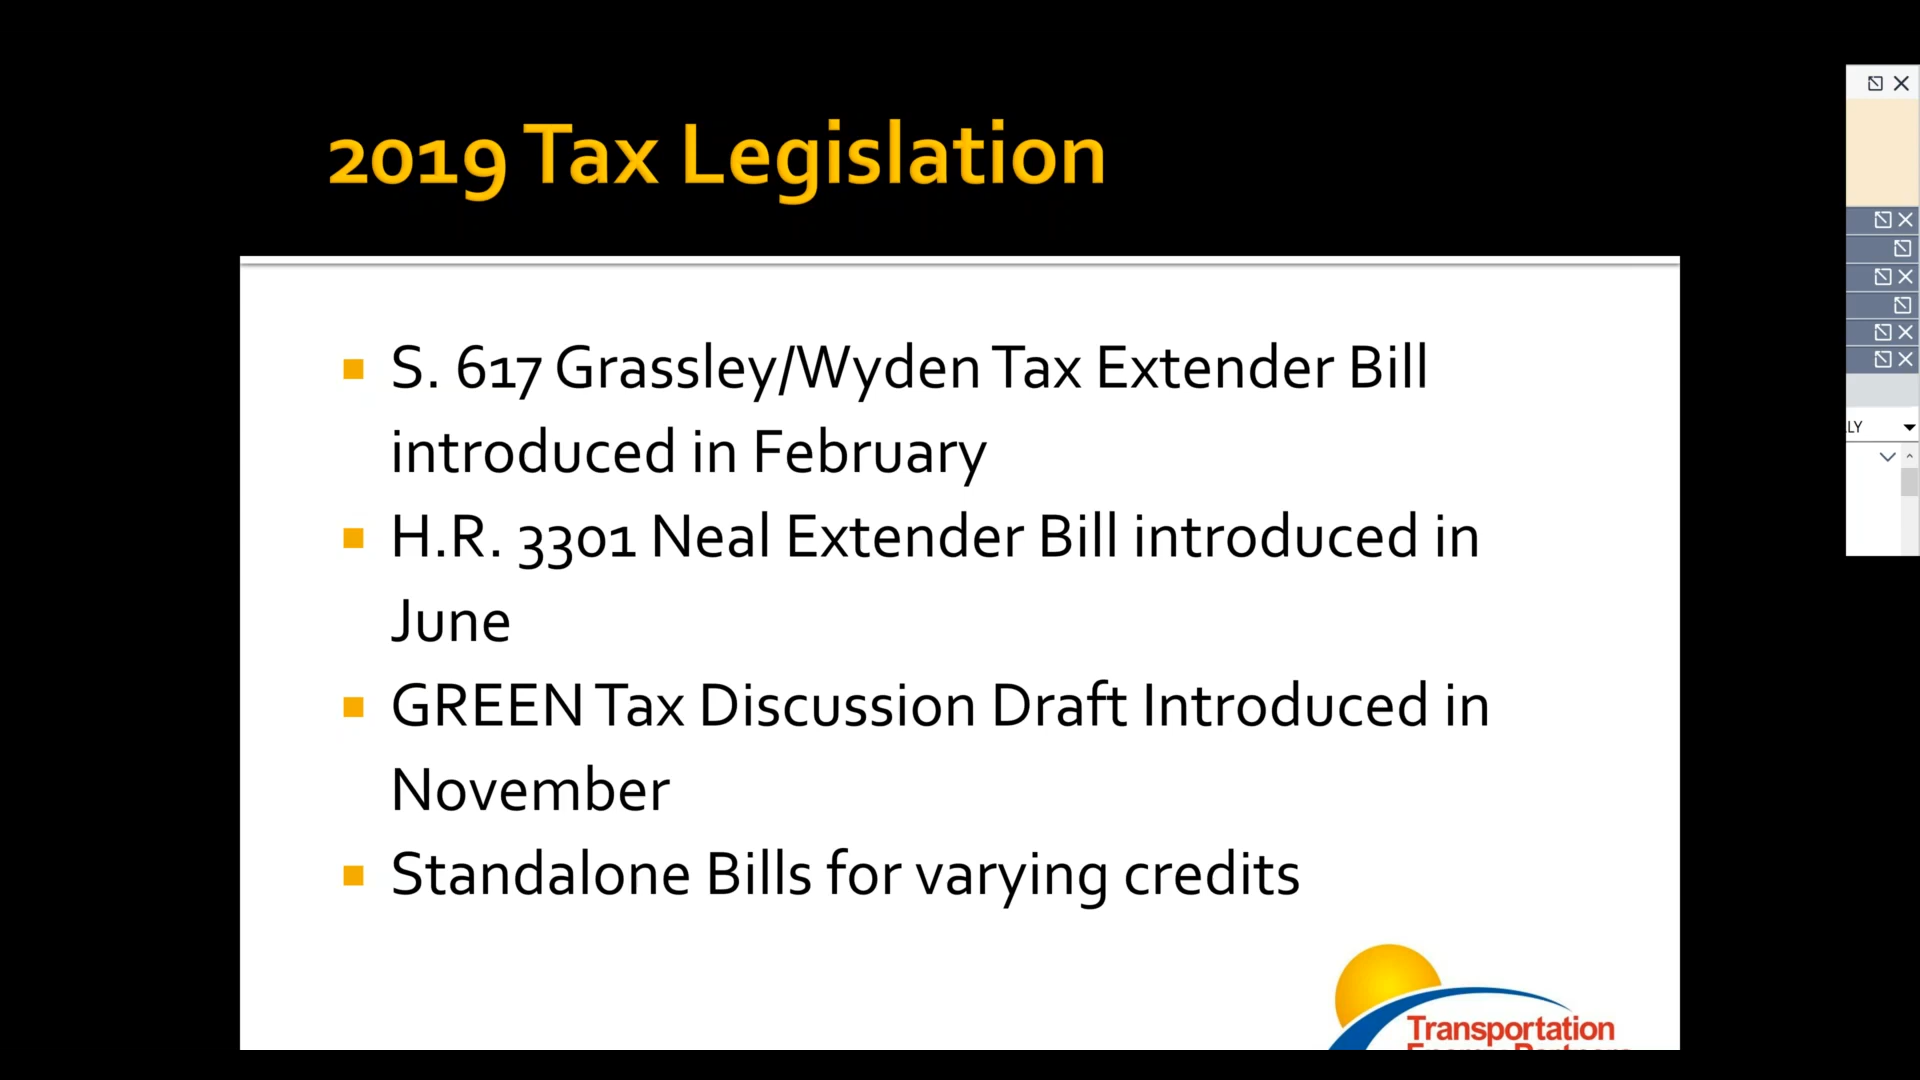 2019 Tax Legislation
S. 617 Grassley/Wyden Tax Extender Bill
introduced in February
H.R. 3301 Neal Extender Bill introduced in
June
GREEN Tax Discussion Draft Introduced in
November
Standalone Bills for varying credits
Transportation
LY